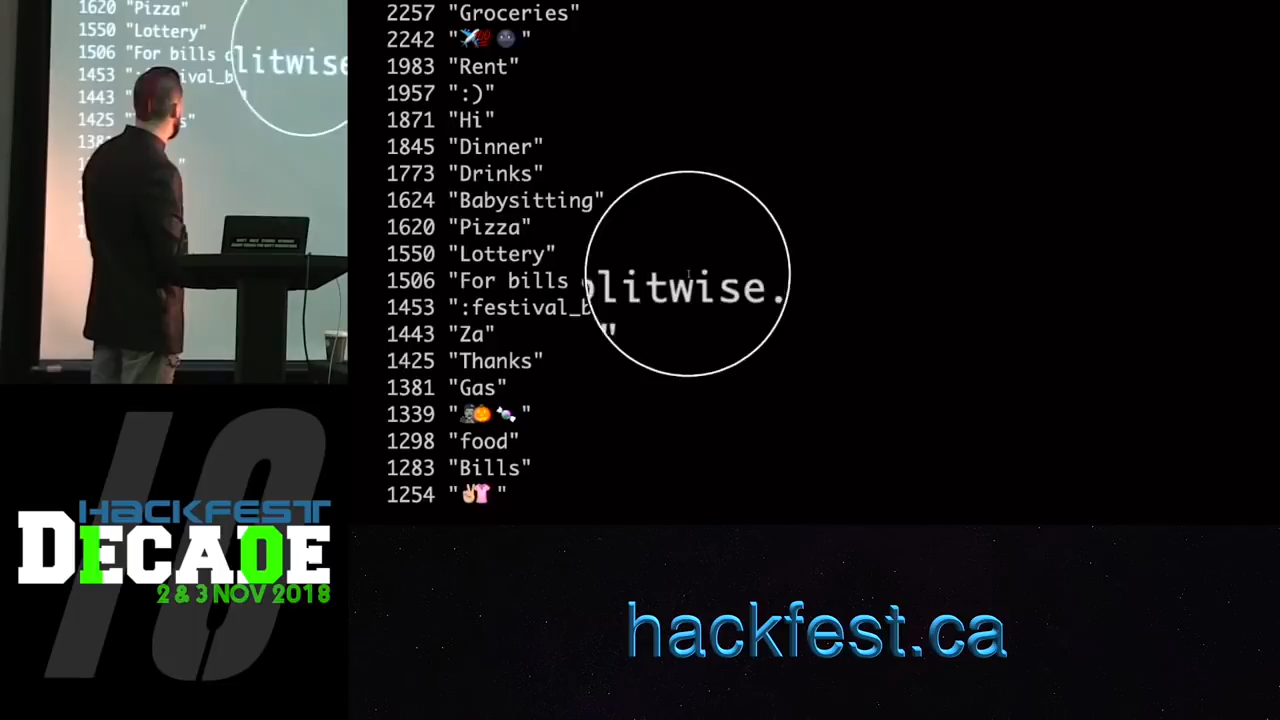 1620 "Pizza"
1550 "Lottery"
1506 "For bills
1453 ":festival_b
1443
1425
litwise
2257 "Groceries"
2242 "✈️💯🌚"
1983 "Rent"
1957 ":)"
1871 "Hi"
1845 "Dinner"
1773 "Drinks"
1624 "Babysitting"
1620 "Pizza"
1550 "Lottery"
1506 "For bills
1453 ":festival_b
1443 "Za"
1425 "Thanks"
1381 "Gas"
1339 "🎃🍬"
1298 "food"
1283 "Bills"
1254 "✌🏼👚"
plitwise.
"
10
HACKFEST
DECADE
2 & 3 NOV 2018
hackfest.ca